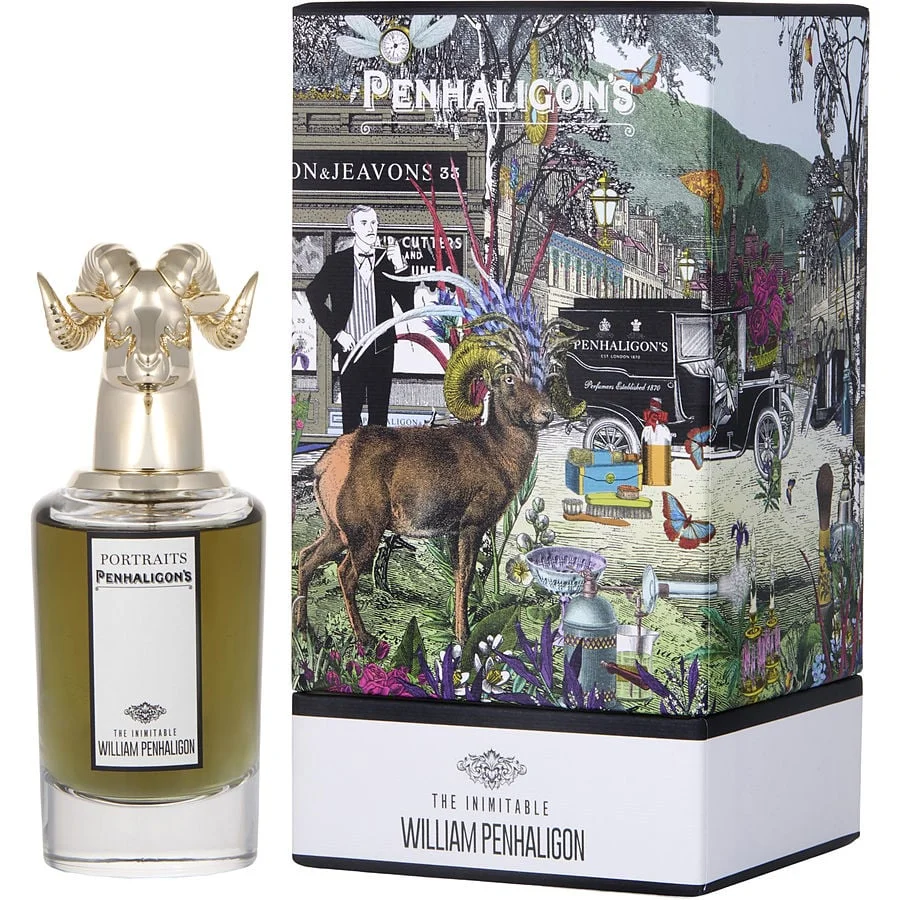 PENHALIGON'S
ON & JEAVONS 33
CUTTERS
AND
PENHALIGON'S
EST LONDON 1870
Perfumers Established 1870
PORTRAITS
PENHALIGON'S
THE INIMITABLE
WILLIAM PENHALIGON
THE INIMITABLE
WILLIAM PENHALIGON